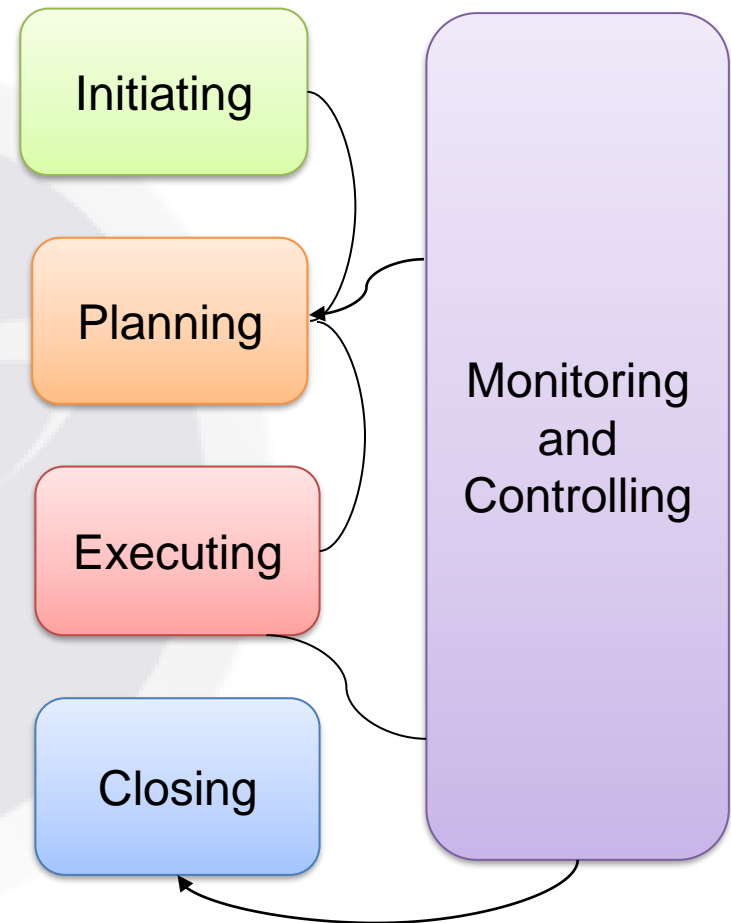 Initiating
Planning
Executing
Closing
Monitoring
and
Controlling